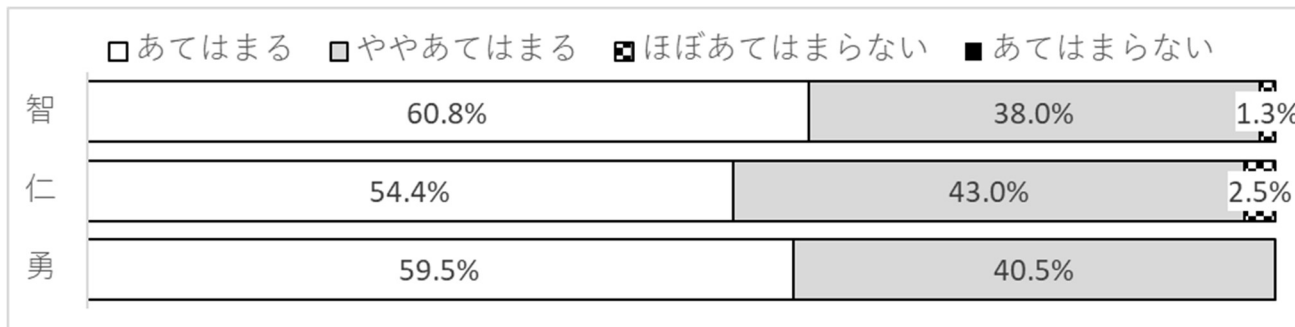 あてはまる ややあてはまる ほぼあてはまらない あてはまらない
智 60.8% 38.0% 1.3%
仁 54.4% 43.0% 2.5%
勇 59.5% 40.5%